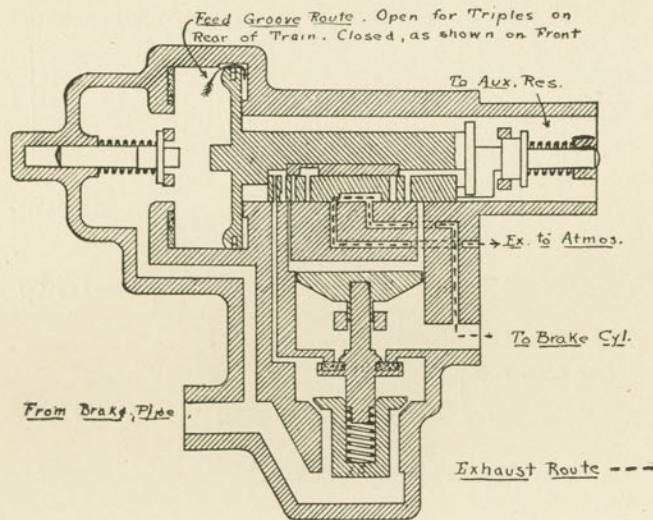 Feed Groove Route. Open for Triples on
Rear of Train. Closed, as shown on Front
To Aux. Res.
Ex. to Atmos.
To Brake Cyl.
From Brake Pipe
Exhaust Route ---